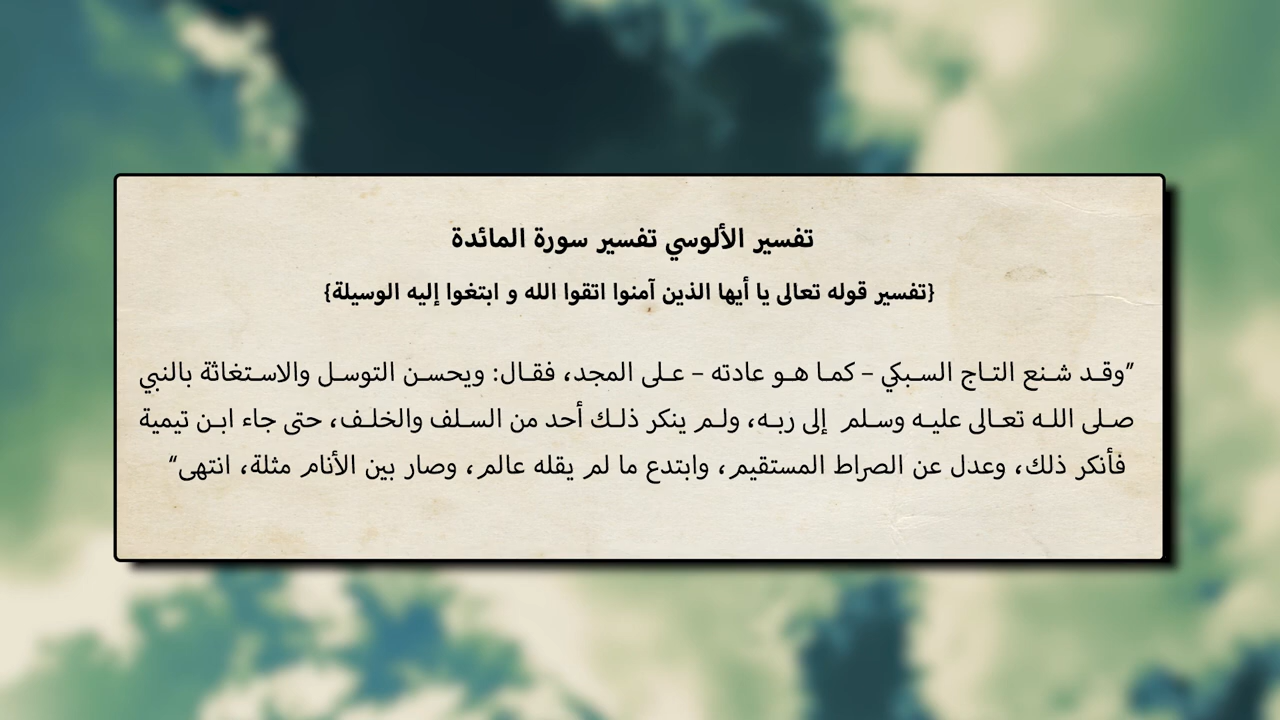 تفسير الألوسي تفسير سورة المائدة
{تفسير قوله تعالى يا أيها الذين آمنوا اتقوا الله و ابتغوا إليه الوسيلة}
"وقد شنع التاج السبكي – كما هو عادته – على المجد، فقال: ويحسن التوسل والاستغاثة بالنبي
صلى الله تعالى عليه وسلم إلى ربه، ولم ينكر ذلك أحد من السلف والخلف، حتى جاء ابن تيمية
فأنكر ذلك، وعدل عن الصراط المستقيم، وابتدع ما لم يقله عالم، وصار بين الأنام مثلة، انتهى"